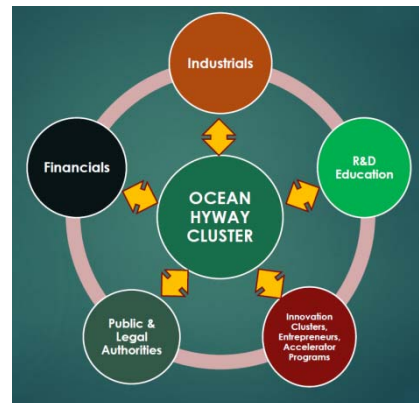 Industrials
Financials
R&D
Education
OCEAN
HYWAY
CLUSTER
Public &
Legal
Authorities
Innovation
Clusters,
Entrepreneurs,
Accelerator
Programs